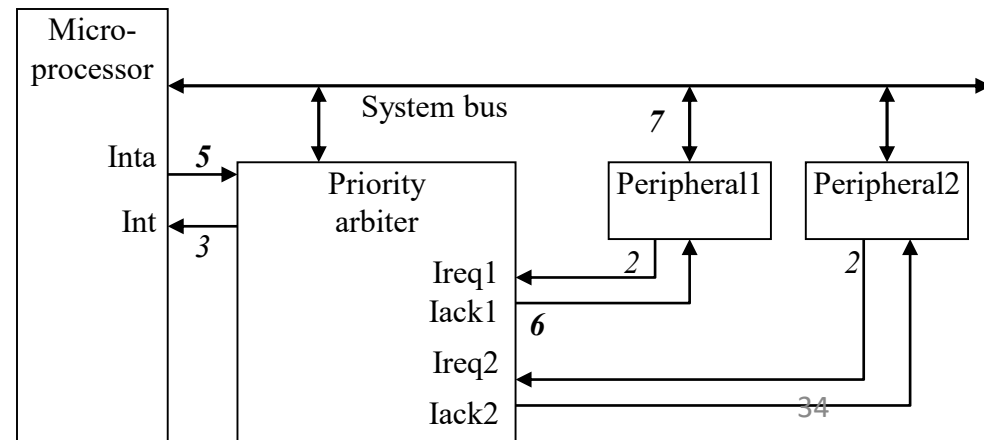 Micro-
processor
System bus
7
Inta
5
Priority
arbiter
Peripheral1
Peripheral2
Int
3
2
2
Ireq1
Iack1
6
Ireq2
Iack2
34